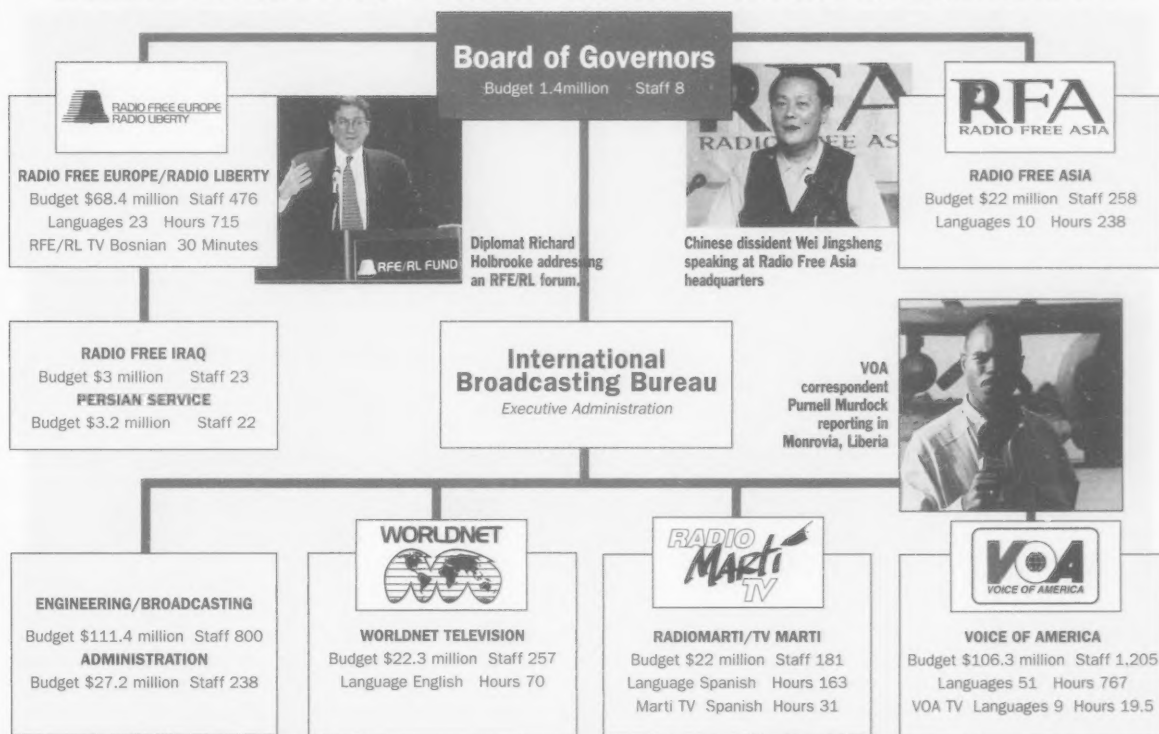 Board of Governors
Budget 1.4million Staff 8
RADIO FREE EUROPE
RADIO LIBERTY
RADIO FREE EUROPE/RADIO LIBERTY
Budget $68.4 million Staff 476
Languages 23 Hours 715
RFE/RL TV Bosnian 30 Minutes
RFE/RL FUND
Diplomat Richard
Holbrooke addressing
an RFE/RL forum.
RFA
RADIO FREE AS
Chinese dissident Wei Jingsheng
speaking at Radio Free Asia
headquarters
RFA
RADIO FREE ASIA
RADIO FREE ASIA
Budget $22 million Staff 258
Languages 10 Hours 238
RADIO FREE IRAQ
Budget $3 million Staff 23
PERSIAN SERVICE
Budget $3.2 million Staff 22
International
Broadcasting Bureau
Executive Administration
VOA
correspondent
Purnell Murdock
reporting in
Monrovia, Liberia
ENGINEERING/BROADCASTING
Budget $111.4 million Staff 800
ADMINISTRATION
Budget $27.2 million Staff 238
WORLDNET
WORLDNET TELEVISION
Budget $22.3 million Staff 257
Language English Hours 70
RADIO
Martí
TV
RADIOMARTI/TV MARTI
Budget $22 million Staff 181
Language Spanish Hours 163
Marti TV Spanish Hours 31
VOA
VOICE OF AMERICA
VOICE OF AMERICA
Budget $106.3 million Staff 1,205
Languages 51 Hours 767
VOA TV Languages 9 Hours 19.5